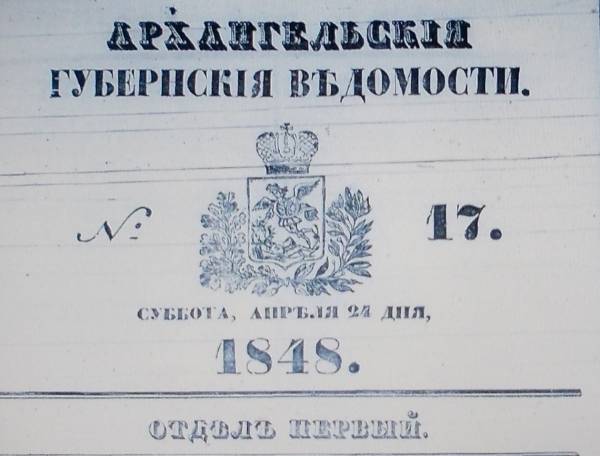 АРХАНГЕЛЬСКІЯ
ГУБЕРНСКІЯ ВѢДОМОСТИ.
№ 17.
СУББОТА, АПРѢЛЯ 24 ДНЯ,
1848.
ОТДѢЛЪ ПЕРВЫЙ.